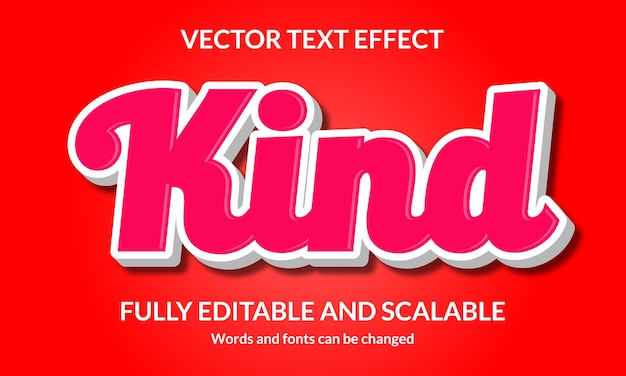 VECTOR TEXT EFFECT
Kind
FULLY EDITABLE AND SCALABLE
Words and fonts can be changed